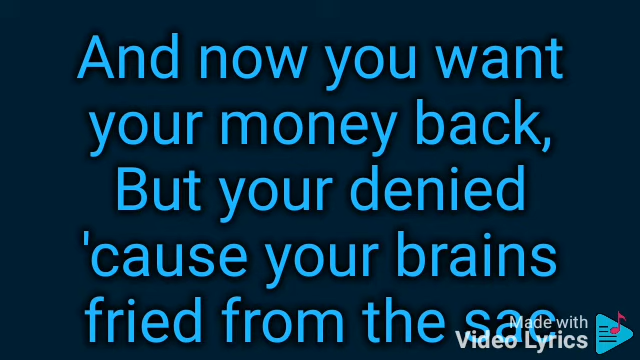 And now you want
your money back,
But your denied
'cause your brains
fried from the sac
Made with
Video Lyrics